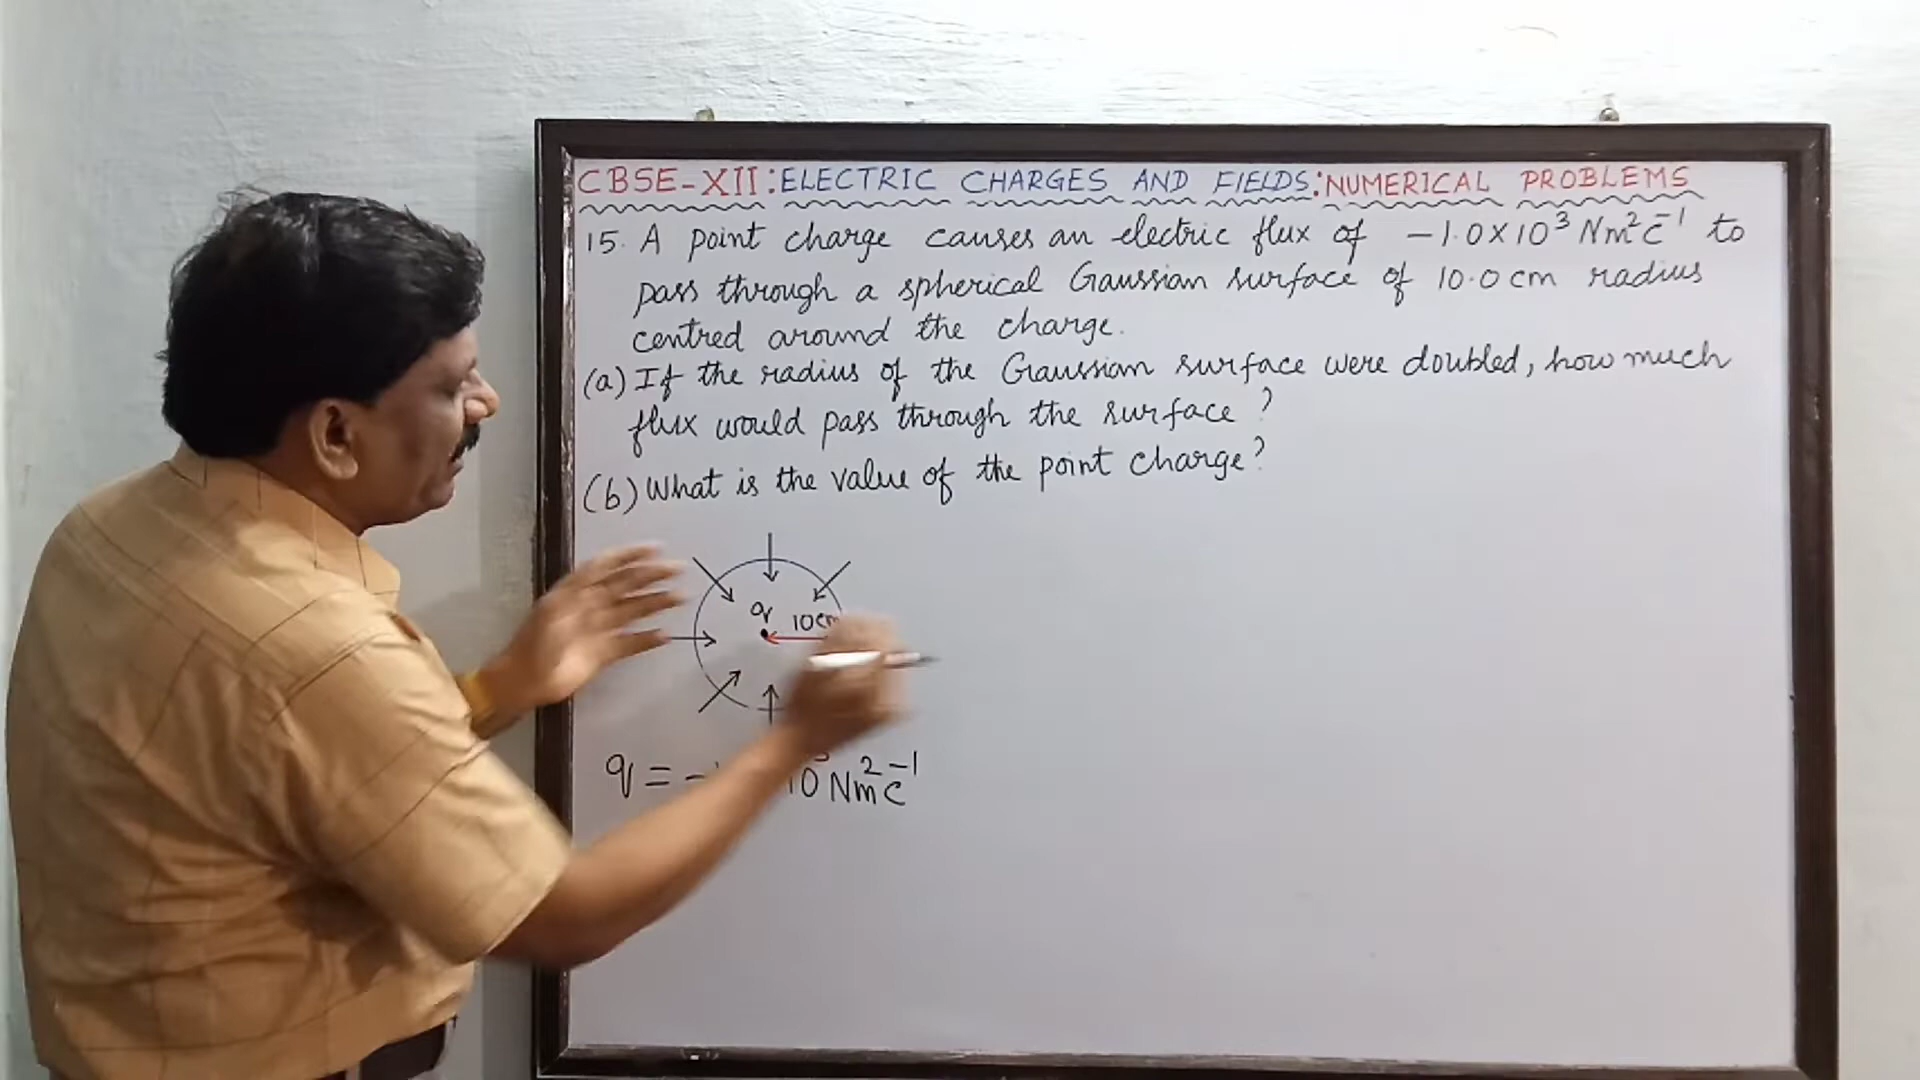 CBSE-XII:ELECTRIC CHARGES AND FIELDS:NUMERICAL PROBLEMS
15. A point charge causes an electric flux of -1.0×10³ Nm²C⁻¹ to
pass through a spherical Gaussian surface of 10.0 cm radius
centred around the charge.
(a) If the radius of the Gaussian surface were doubled, how much
flux would pass through the surface?
(b) What is the value of the point charge?
q
10cm
q = - 10 Nm²C⁻¹